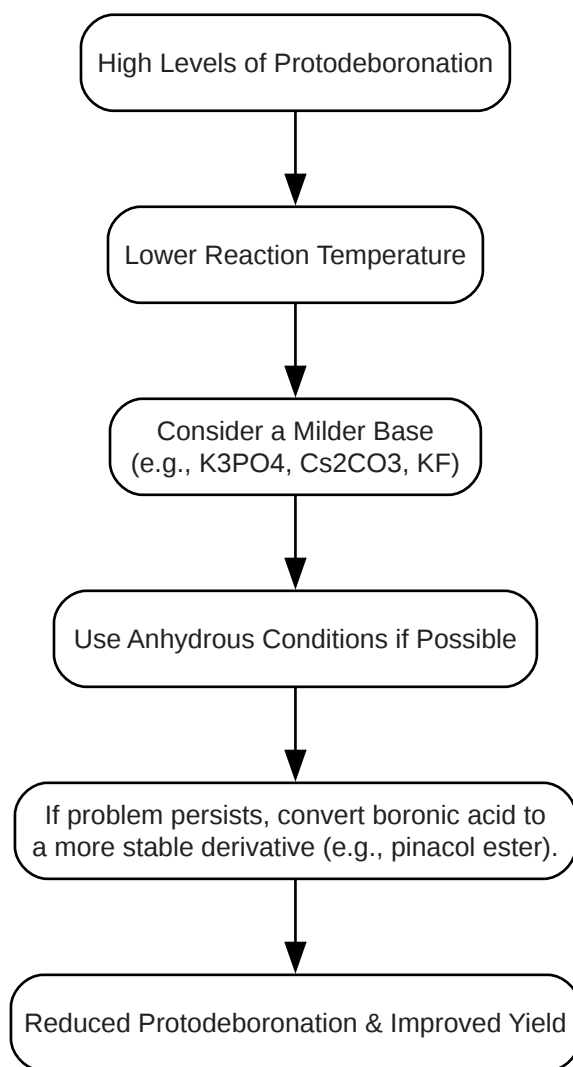 High Levels of Protodeboronation
Lower Reaction Temperature
Consider a Milder Base
(e.g., K3PO4, Cs2CO3, KF)
Use Anhydrous Conditions if Possible
If problem persists, convert boronic acid to
a more stable derivative (e.g., pinacol ester).
Reduced Protodeboronation & Improved Yield